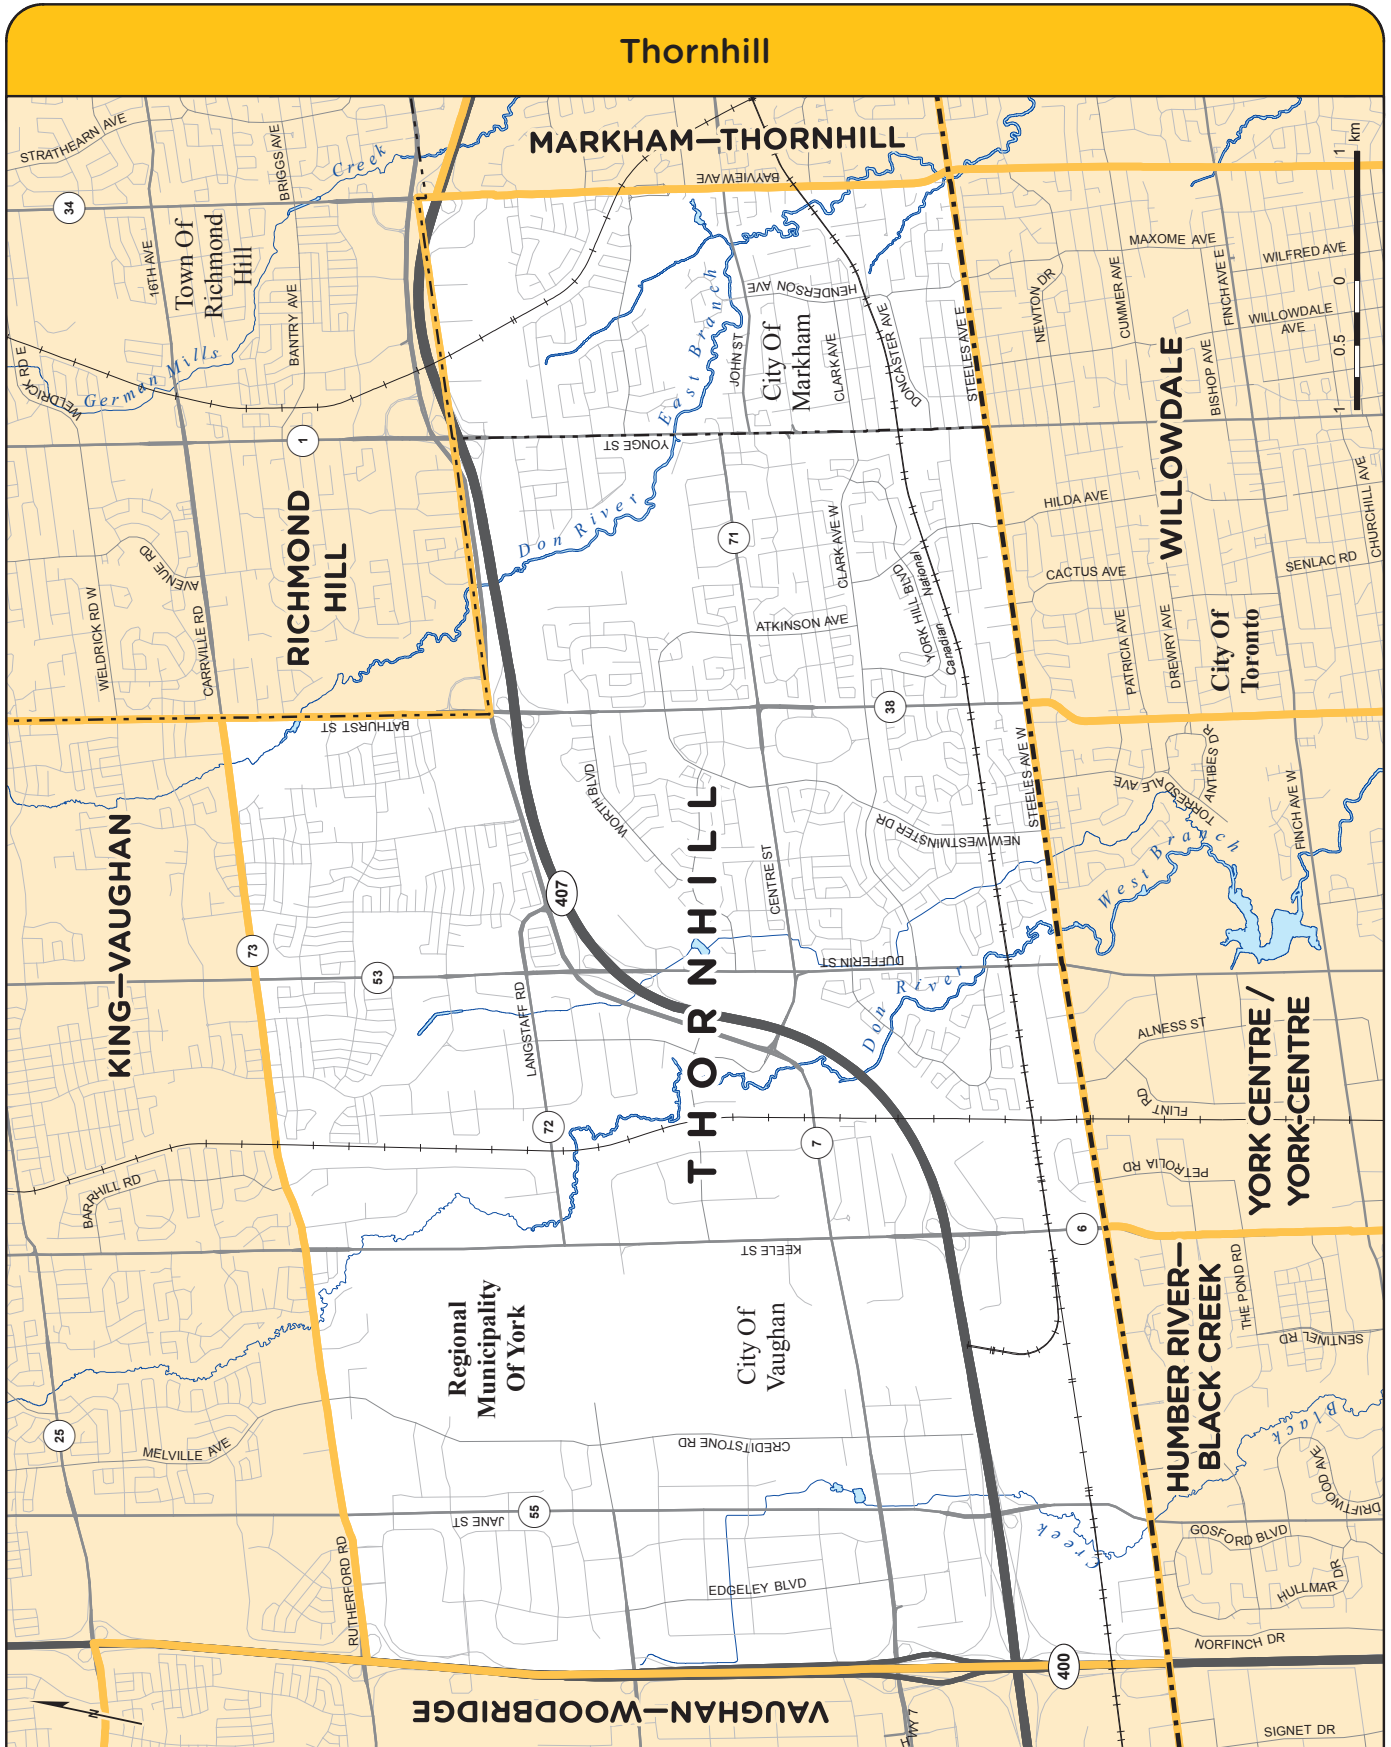 Thornhill
MARKHAM—THORNHILL
STRATHEARN AVE
BRIGGS AVE
Creek
BAYVIEW AVE
1
km
34
16TH AVE
Town Of
Richmond
Hill
BANTRY AVE
MAXOME AVE
WILFRED AVE
0
NEWTON DR
CUMMER AVE
FINCH AVE E
WILLOWDALE
AVE
0.5
1
HENDERSON AVE
East Branch
JOHN ST
City Of
Markham
CLARK AVE
DONCASTER AVE
STEELES AVE E
WELDRICK RD E
German Mills
BISHOP AVE
WILLOWDALE
1
YONGE ST
RICHMOND
HILL
AVENUE RD
WELDRICK RD W
CARRVILLE RD
Don River
71
CLARK AVE W
YORK HILL BLVD
Canadian
National
HILDA AVE
CACTUS AVE
CHURCHILL AVE
SENLAC RD
PATRICIA AVE
DREWRY AVE
City Of
Toronto
ATKINSON AVE
38
BATHURST ST
STEELES AVE W
WORTH BLVD
NEW WESTMINSTER DR
TORRESDALE AVE
ANTIBES DR
FINCH AVE W
West Branch
KING—VAUGHAN
407
THORNHILL
CENTRE ST
73
53
DUFFERIN ST
Don River
LANGSTAFF RD
ALNESS ST
FLINT RD
YORK CENTRE /
YORK-CENTRE
72
7
PETROLIA RD
BARRHILL RD
KEELE ST
6
THE POND RD
SENTINEL RD
Regional
Municipality
Of York
City Of
Vaughan
HUMBER RIVER—
BLACK CREEK
25
MELVILLE AVE
CREDITSTONE RD
Black
Creek
DRIFTWOOD AVE
JANE ST
55
GOSFORD BLVD
EDGELEY BLVD
HULLMAR DR
RUTHERFORD RD
NORFINCH DR
400
VAUGHAN—WOODBRIDGE
N
HWY 7
SIGNET DR